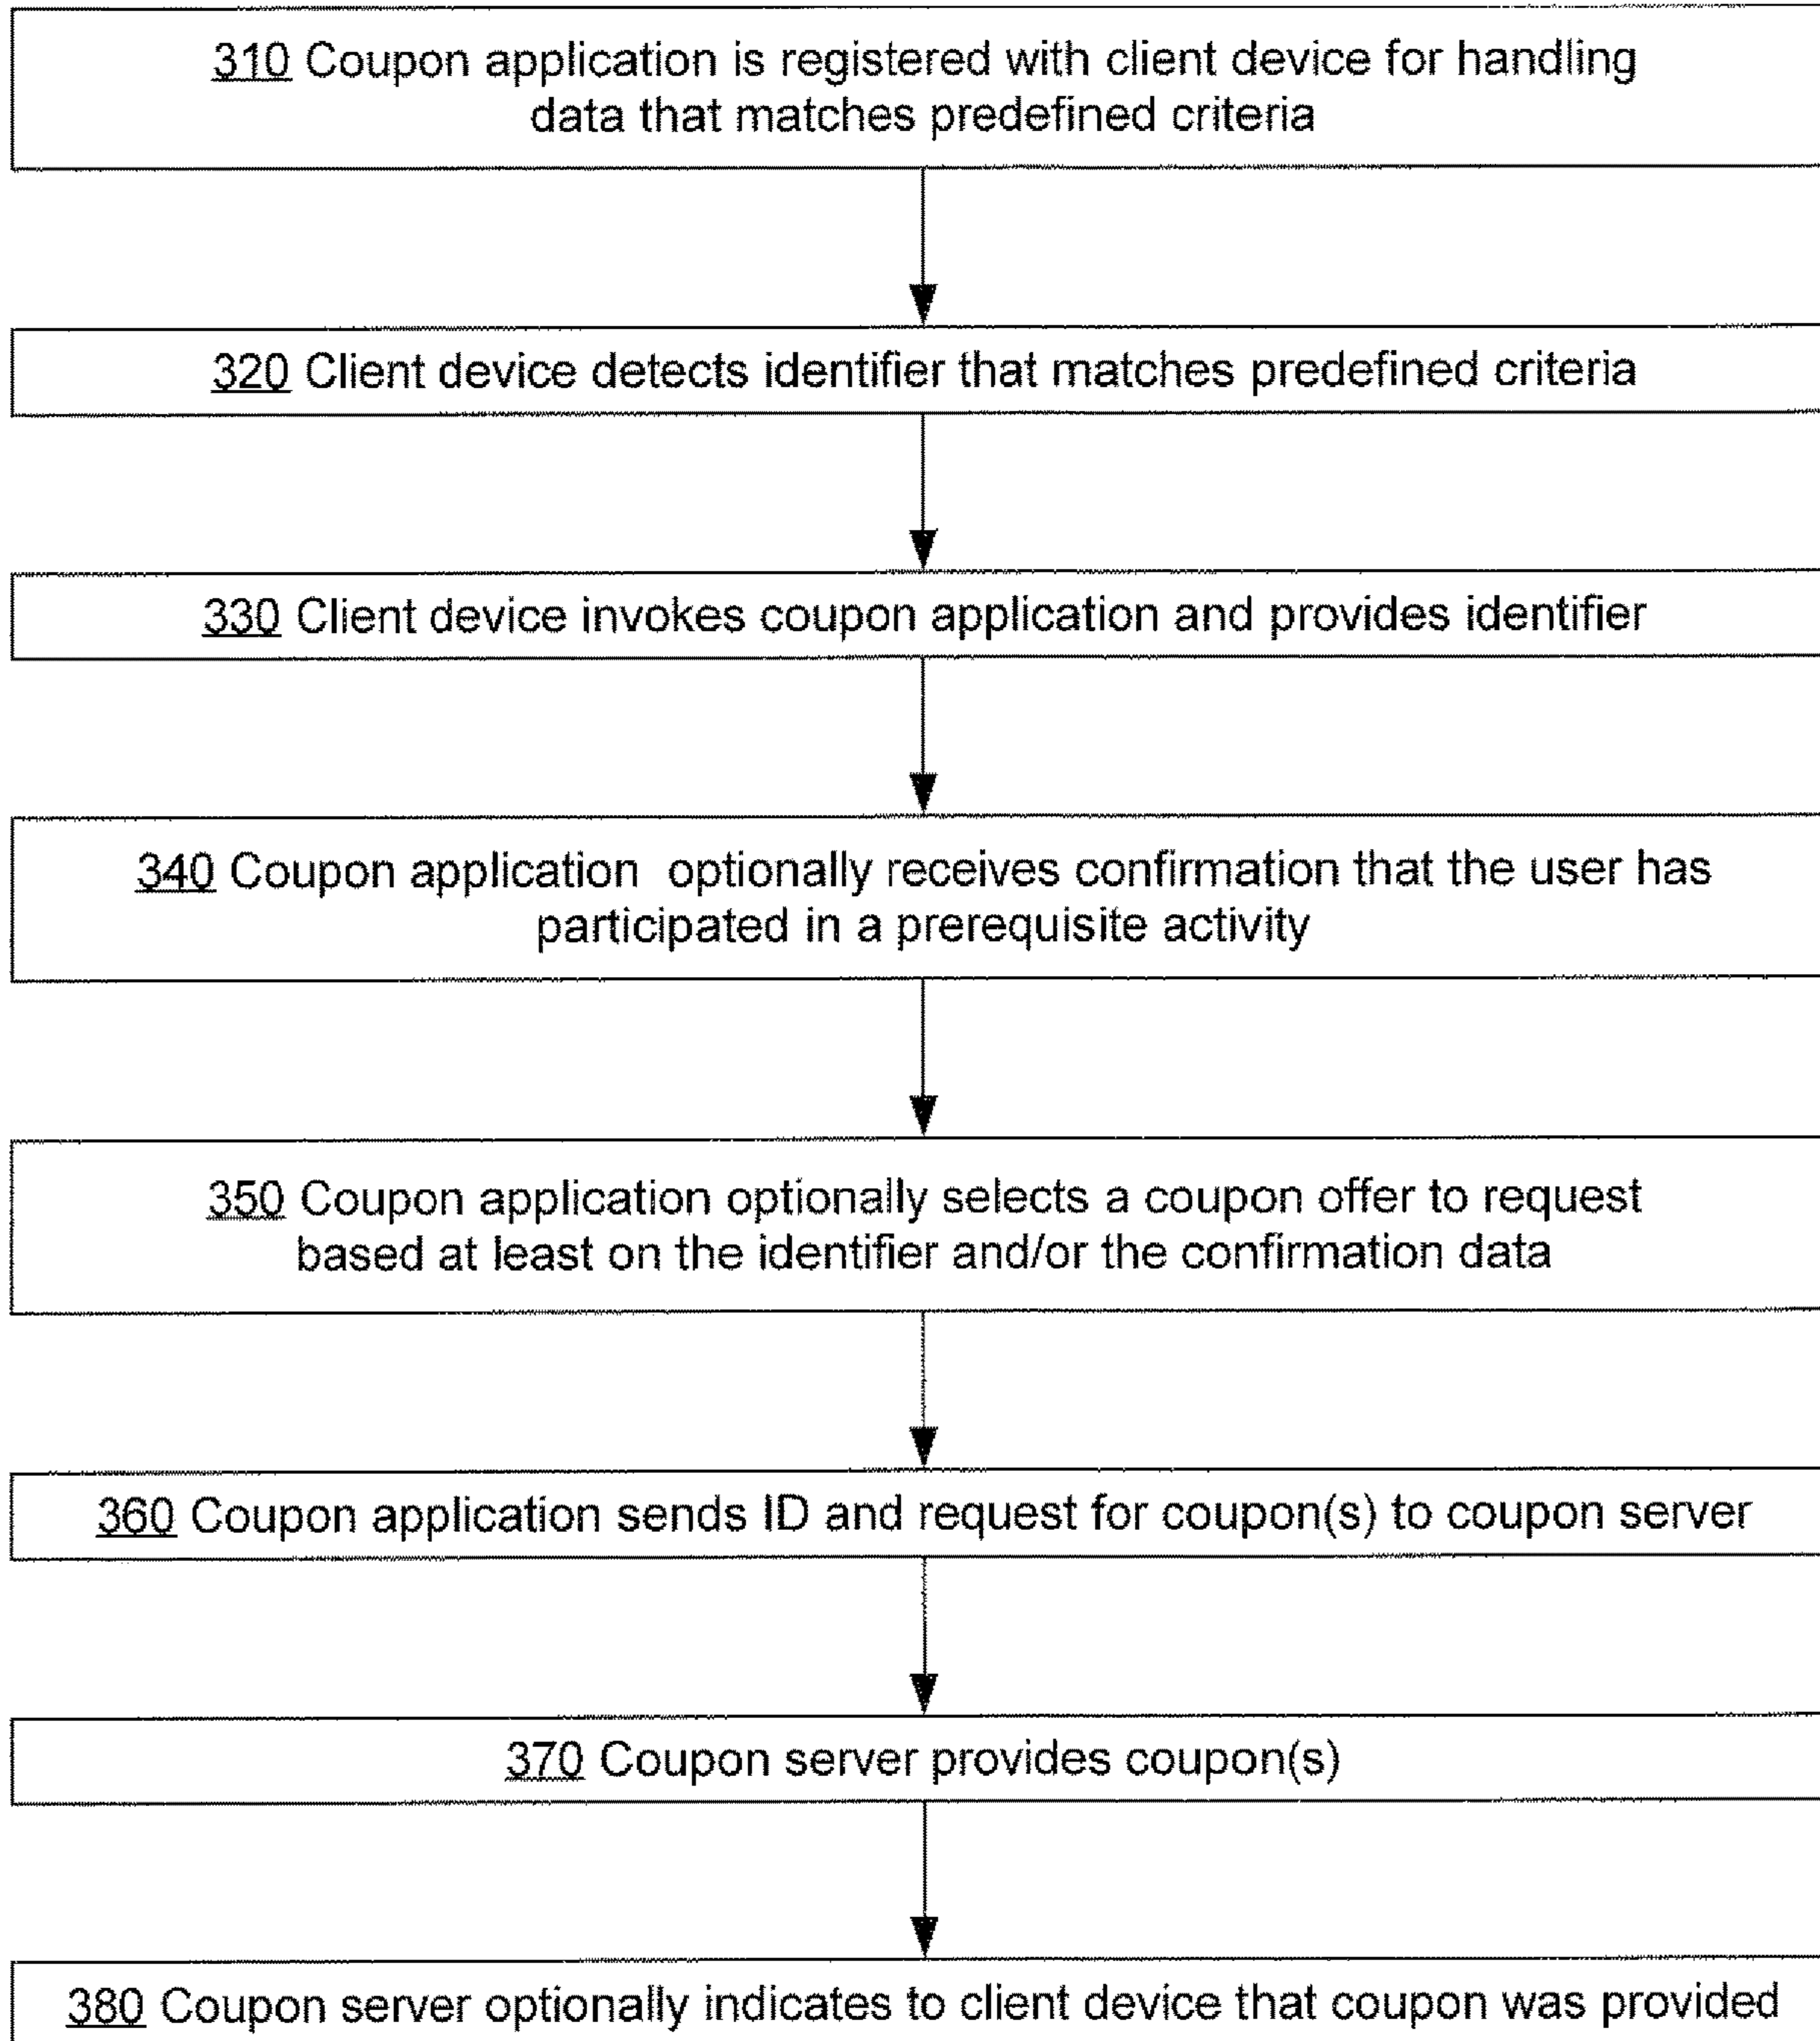 310 Coupon application is registered with client device for handling
data that matches predefined criteria
320 Client device detects identifier that matches predefined criteria
330 Client device invokes coupon application and provides identifier
340 Coupon application optionally receives confirmation that the user has
participated in a prerequisite activity
350 Coupon application optionally selects a coupon offer to request
based at least on the identifier and/or the confirmation data
360 Coupon application sends ID and request for coupon(s) to coupon server
370 Coupon server provides coupon(s)
380 Coupon server optionally indicates to client device that coupon was provided